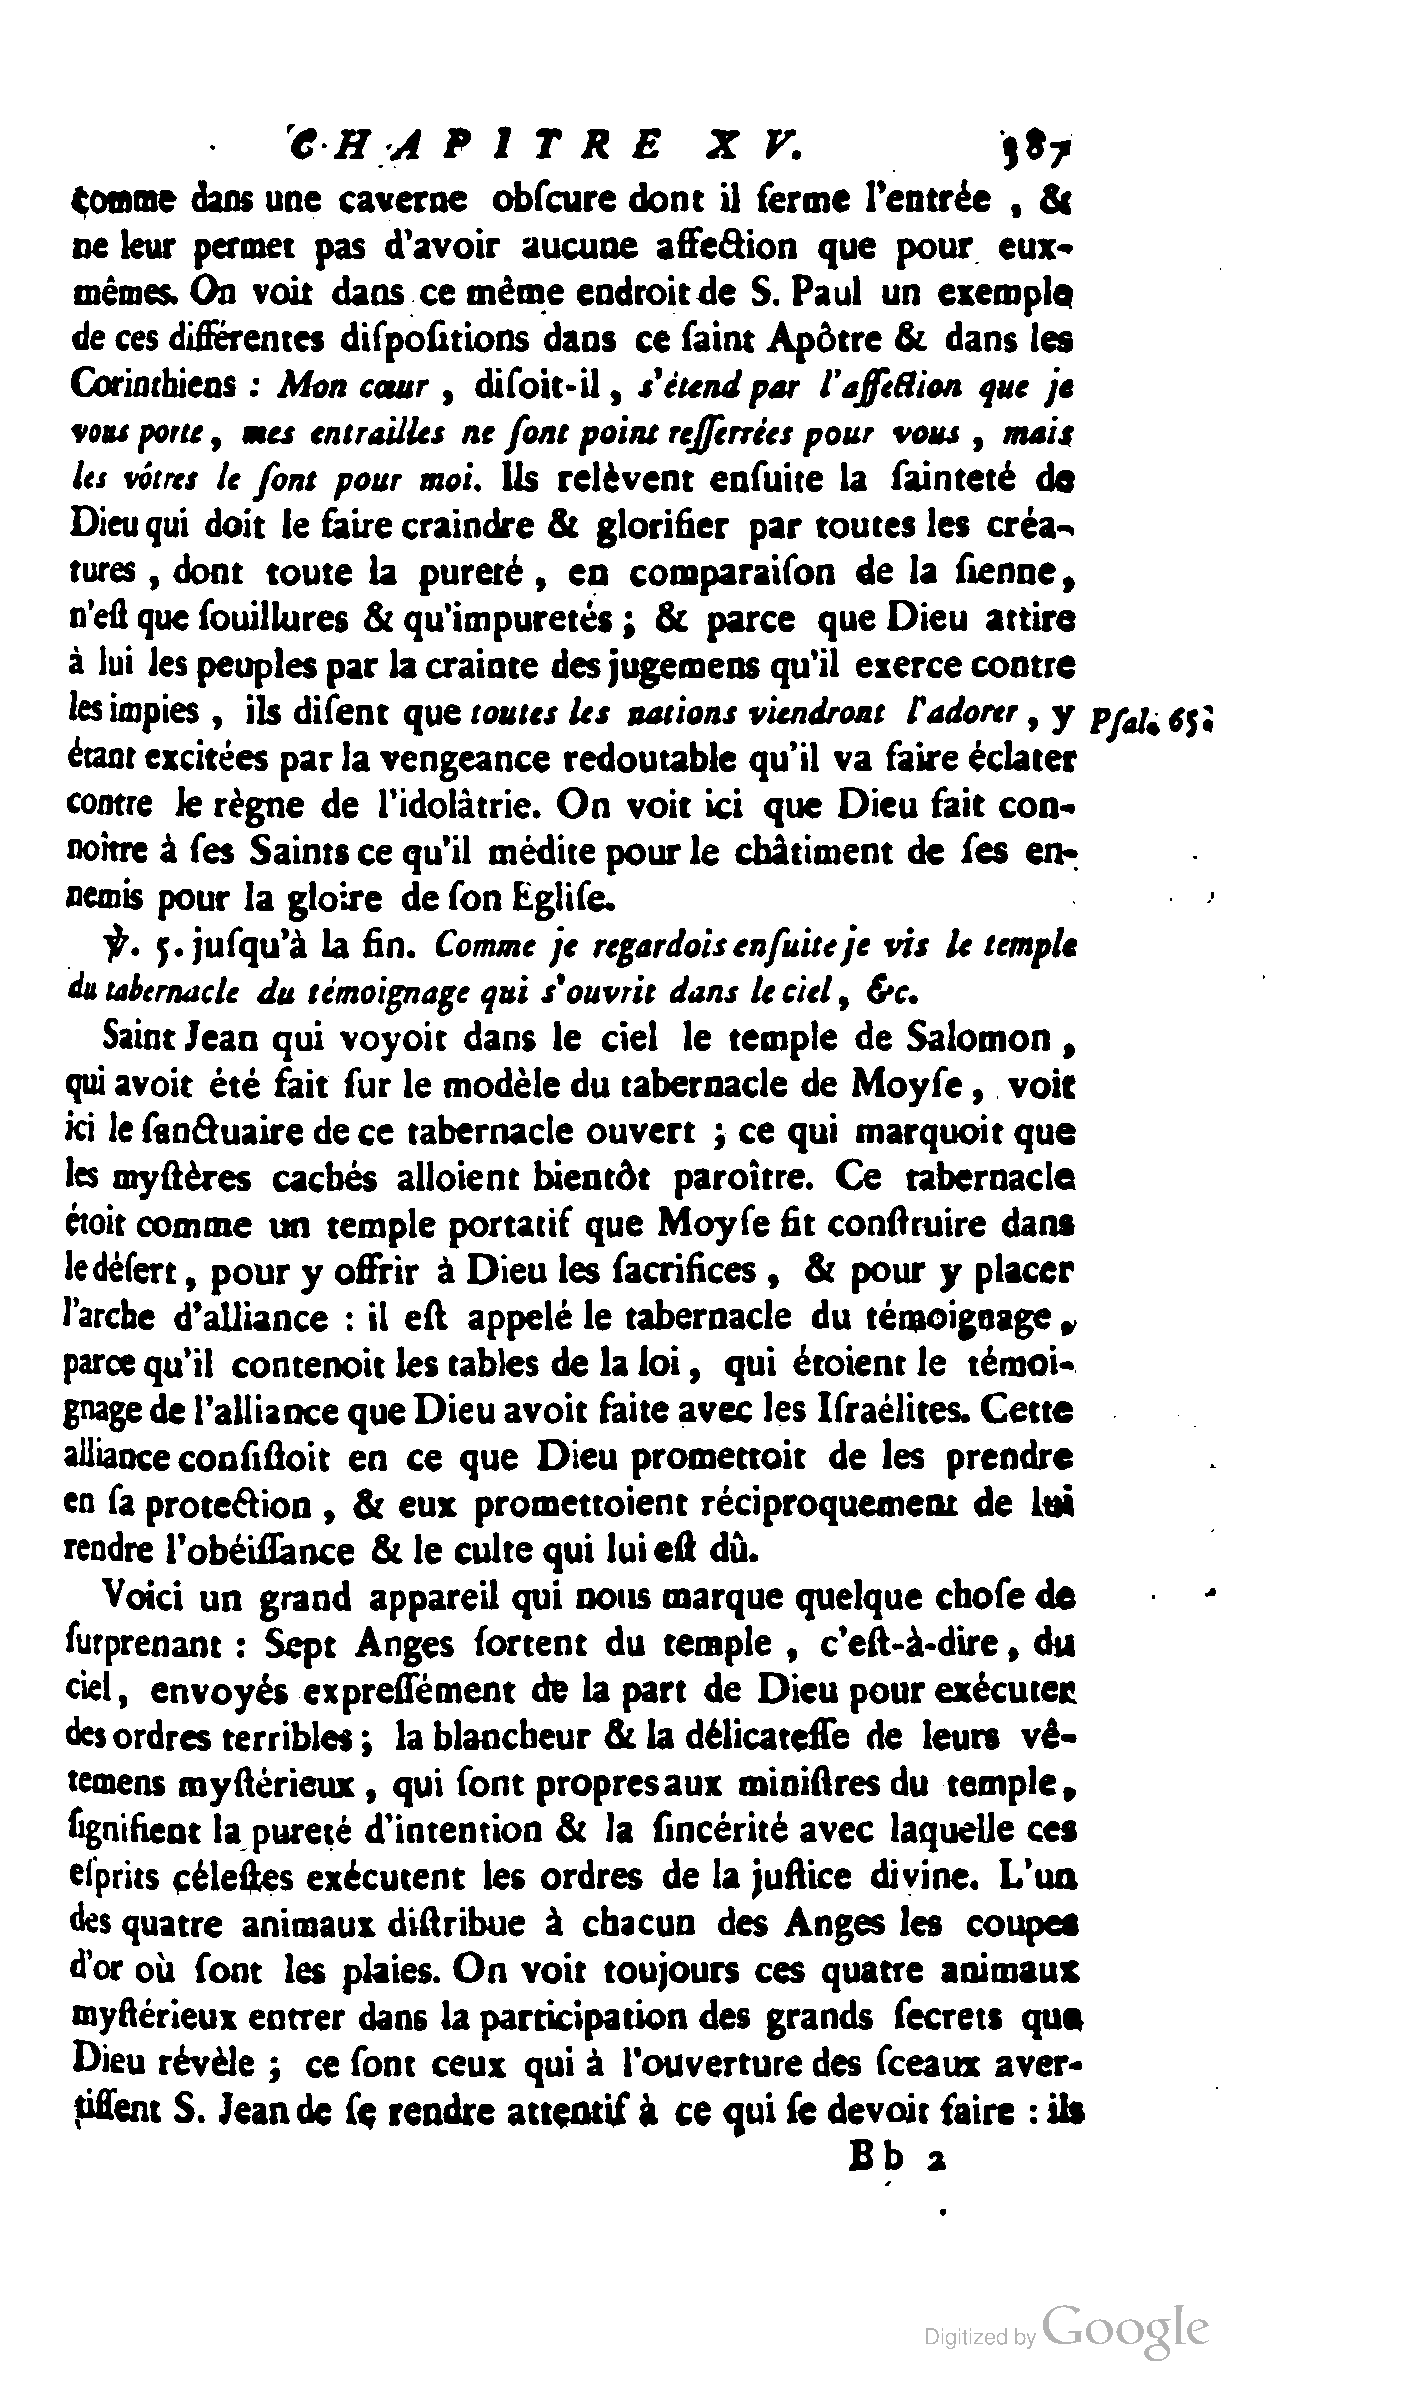 CHAPITRE XV. 387
comme dans une caverne obſcure dont il ferme l'entrée, &
ne leur permet pas d'avoir aucune affection que pour eux-
mêmes. On voit dans ce même endroit de S. Paul un exemple
de ces différentes diſpoſitions dans ce ſaint Apôtre & dans les
Corinthiens : Mon cœur, diſoit-il, s'étend par l'affection que je
vous porte, mes entrailles ne ſont point reſſerrées pour vous, mais
les vôtres le ſont pour moi. Ils relèvent enſuite la ſainteté de
Dieu qui doit le faire craindre & glorifier par toutes les créa-
tures, dont toute la pureté, en comparaiſon de la ſienne,
n'eſt que ſouillures & qu'impuretés ; & parce que Dieu attire
à lui les peuples par la crainte des jugemens qu'il exerce contre
les impies, ils diſent que toutes les nations viendront l'adorer, y Pſal. 65.
étant excitées par la vengeance redoutable qu'il va faire éclater
contre le règne de l'idolâtrie. On voit ici que Dieu fait con-
noître à ſes Saints ce qu'il médite pour le châtiment de ſes en-
nemis pour la gloire de ſon Egliſe.
℣. 5. juſqu'à la fin. Comme je regardois enſuite je vis le temple
du tabernacle du témoignage qui s'ouvrit dans le ciel, &c.
Saint Jean qui voyoit dans le ciel le temple de Salomon,
qui avoit été fait ſur le modèle du tabernacle de Moyſe, voit
ici le ſanctuaire de ce tabernacle ouvert ; ce qui marquoit que
les myſtères cachés alloient bientôt paroître. Ce tabernacle
étoit comme un temple portatif que Moyſe fit conſtruire dans
le déſert, pour y offrir à Dieu les ſacrifices, & pour y placer
l'arche d'alliance : il eſt appelé le tabernacle du témoignage,
parce qu'il contenoit les tables de la loi, qui étoient le témoi-
gnage de l'alliance que Dieu avoit faite avec les Iſraélites. Cette
alliance conſiſtoit en ce que Dieu promettoit de les prendre
en ſa protection, & eux promettoient réciproquement de lui
rendre l'obéiſſance & le culte qui lui eſt dû.
Voici un grand appareil qui nous marque quelque choſe de
ſurprenant : Sept Anges ſortent du temple, c'eſt-à-dire, du
ciel, envoyés expreſſément de la part de Dieu pour exécuter
des ordres terribles ; la blancheur & la délicateſſe de leurs vê-
temens myſtérieux, qui ſont propres aux miniſtres du temple,
ſignifient la pureté d'intention & la ſincérité avec laquelle ces
eſprits céleſtes exécutent les ordres de la juſtice divine. L'un
des quatre animaux diſtribue à chacun des Anges les coupes
d'or où ſont les plaies. On voit toujours ces quatre animaux
myſtérieux entrer dans la participation des grands ſecrets que
Dieu révèle ; ce ſont ceux qui à l'ouverture des ſceaux aver-
tiſſent S. Jean de ſe rendre attentif à ce qui ſe devoit faire : ils
Bb 2
Digitized by Google